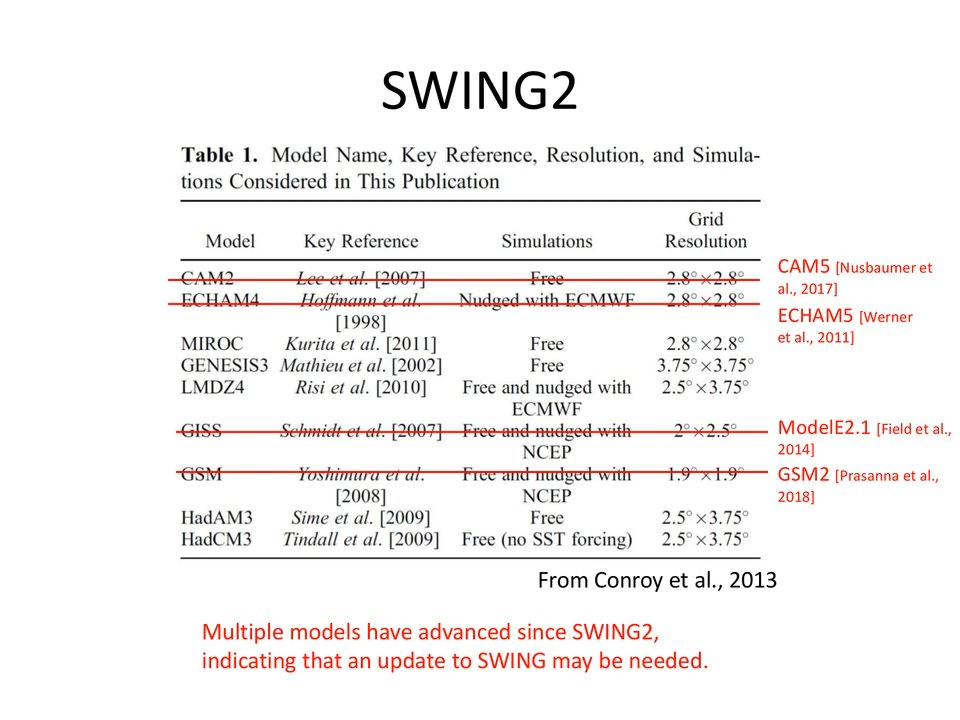 SWING2
Table 1. Model Name, Key Reference, Resolution, and Simula-
tions Considered in This Publication
Grid
Model Key Reference Simulations Resolution
CAM2 Lee et al. [2007] Free 2.8°×2.8°
CAM5 [Nusbaumer et
al., 2017]
ECHAM4 Hoffmann et al. Nudged with ECMWF 2.8°×2.8°
[1998]
ECHAM5 [Werner
et al., 2011]
MIROC Kurita et al. [2011] Free 2.8°×2.8°
GENESIS3 Mathieu et al. [2002] Free 3.75°×3.75°
LMDZ4 Risi et al. [2010] Free and nudged with 2.5°×3.75°
ECMWF
GISS Schmidt et al. [2007] Free and nudged with 2°×2.5°
NCEP
ModelE2.1 [Field et al.,
2014]
GSM Yoshimura et al. Free and nudged with 1.9°×1.9°
[2008] NCEP
GSM2 [Prasanna et al.,
2018]
HadAM3 Sime et al. [2009] Free 2.5°×3.75°
HadCM3 Tindall et al. [2009] Free (no SST forcing) 2.5°×3.75°
From Conroy et al., 2013
Multiple models have advanced since SWING2,
indicating that an update to SWING may be needed.